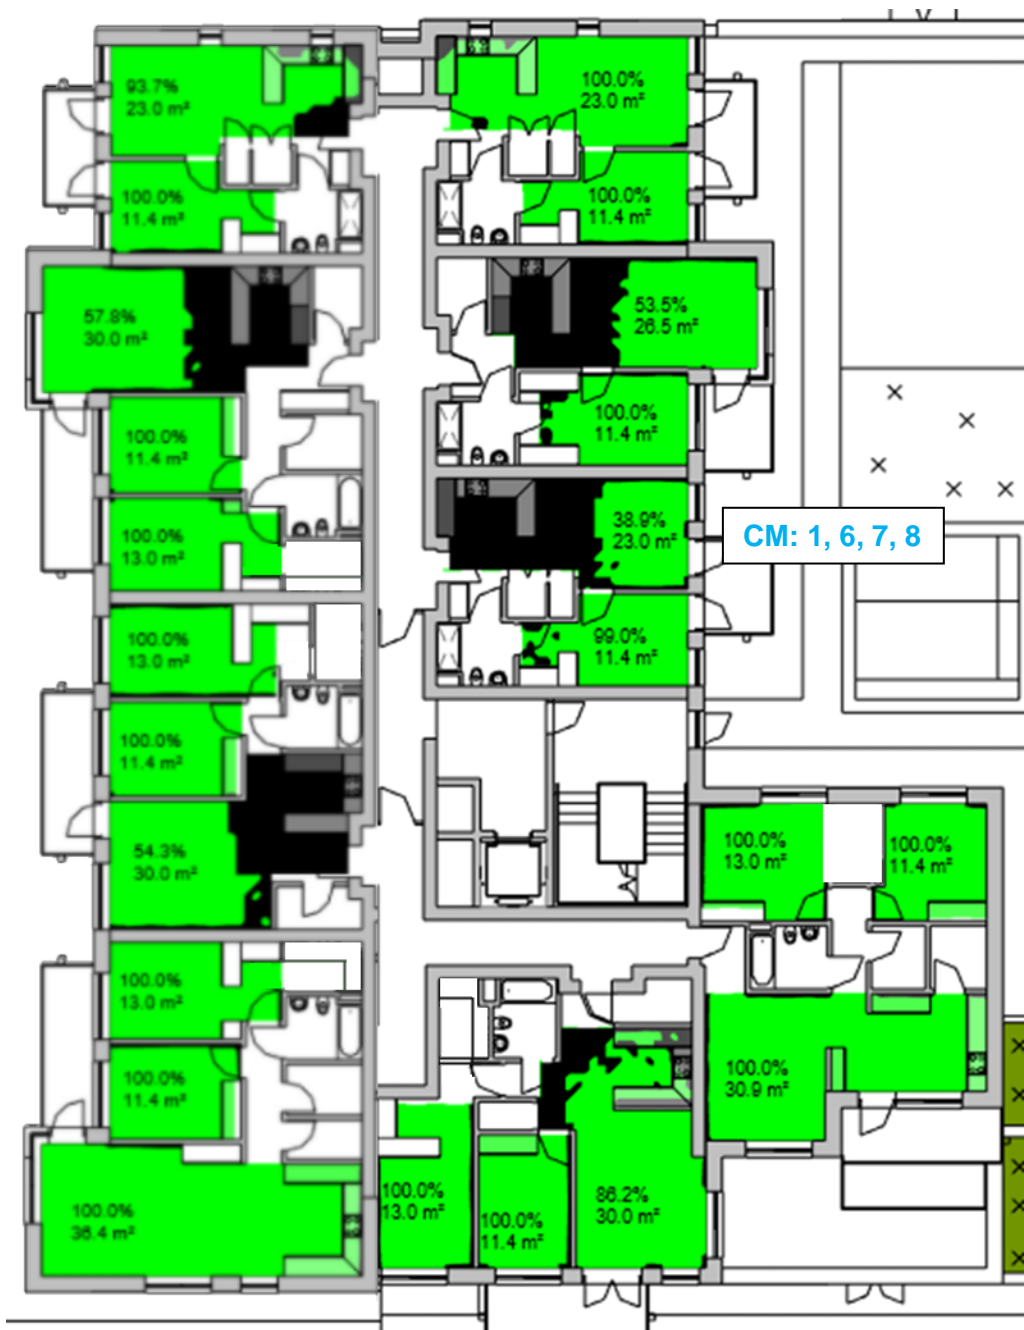 93.7%
23.0 m²
100.0%
23.0 m²
100.0%
11.4 m²
100.0%
11.4 m²
57.8%
30.0 m²
53.5%
26.5 m²
100.0%
11.4 m²
100.0%
11.4 m²
100.0%
13.0 m²
38.9%
23.0 m²
CM: 1, 6, 7, 8
100.0%
13.0 m²
99.0%
11.4 m²
100.0%
11.4 m²
54.3%
30.0 m²
100.0%
13.0 m²
100.0%
11.4 m²
100.0%
13.0 m²
100.0%
11.4 m²
100.0%
30.9 m²
100.0%
36.4 m²
100.0%
13.0 m²
100.0%
11.4 m²
86.2%
30.0 m²